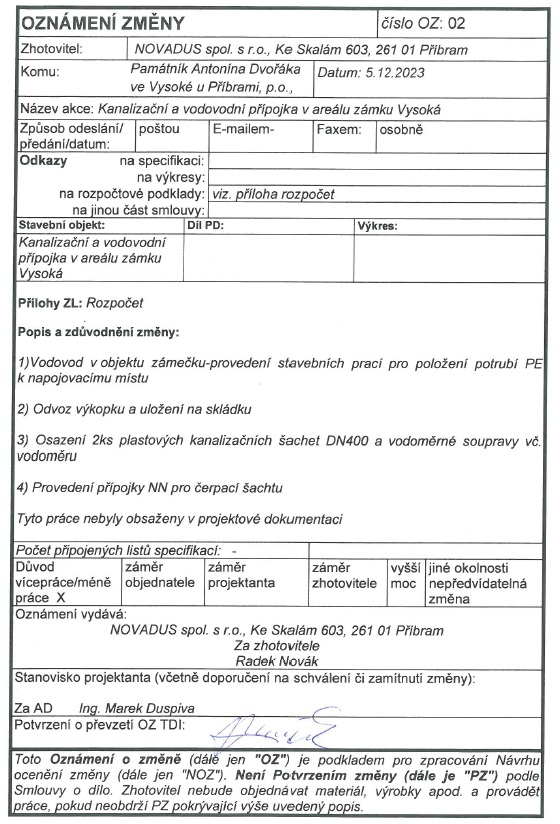 OZNÁMENÍ ZMĚNY číslo OZ: 02
Zhotovitel: NOVADUS spol. s r.o., Ke Skalám 603, 261 01 Příbram
Komu: Památník Antonína Dvořáka
ve Vysoké u Příbrami, p.o., Datum: 5.12.2023
Název akce: Kanalizační a vodovodní přípojka v areálu zámku Vysoká
Způsob odeslání/ poštou E-mailem- Faxem: osobně
předání/datum:
Odkazy na specifikaci:
na výkresy:
na rozpočtové podklady: viz. příloha rozpočet
na jinou část smlouvy:
Stavební objekt: Díl PD: Výkres:
Kanalizační a vodovodní
přípojka v areálu zámku
Vysoká
Přílohy ZL: Rozpočet
Popis a zdůvodnění změny:
1)Vodovod v objektu zámečku-provedení stavebních prací pro položení potrubí PE
k napojovacímu místu
2) Odvoz výkopku a uložení na skládku
3) Osazení 2ks plastových kanalizačních šachet DN400 a vodoměrné soupravy vč.
vodoměru
4) Provedení přípojky NN pro čerpací šachtu
Tyto práce nebyly obsaženy v projektové dokumentaci
Počet připojených listů specifikací: -
Důvod záměr záměr záměr vyšší jiné okolnosti
vícepráce/méně objednatele projektanta zhotovitele moc nepředvídatelná
práce X změna
Oznámení vydává:
NOVADUS spol. s r.o., Ke Skalám 603, 261 01 Příbram
Za zhotovitele
Radek Novák
Stanovisko projektanta (včetně doporučení na schválení či zamítnutí změny):
Za AD Ing. Marek Duspiva
Potvrzení o převzetí OZ TDI:
Toto Oznámení o změně (dále jen "OZ") je podkladem pro zpracování Návrhu
ocenění změny (dále jen "NOZ"). Není Potvrzením změny (dále je "PZ") podle
Smlouvy o dílo. Zhotovitel nebude objednávat materiál, výrobky apod. a provádět
práce, pokud neobdrží PZ pokrývající výše uvedený popis.